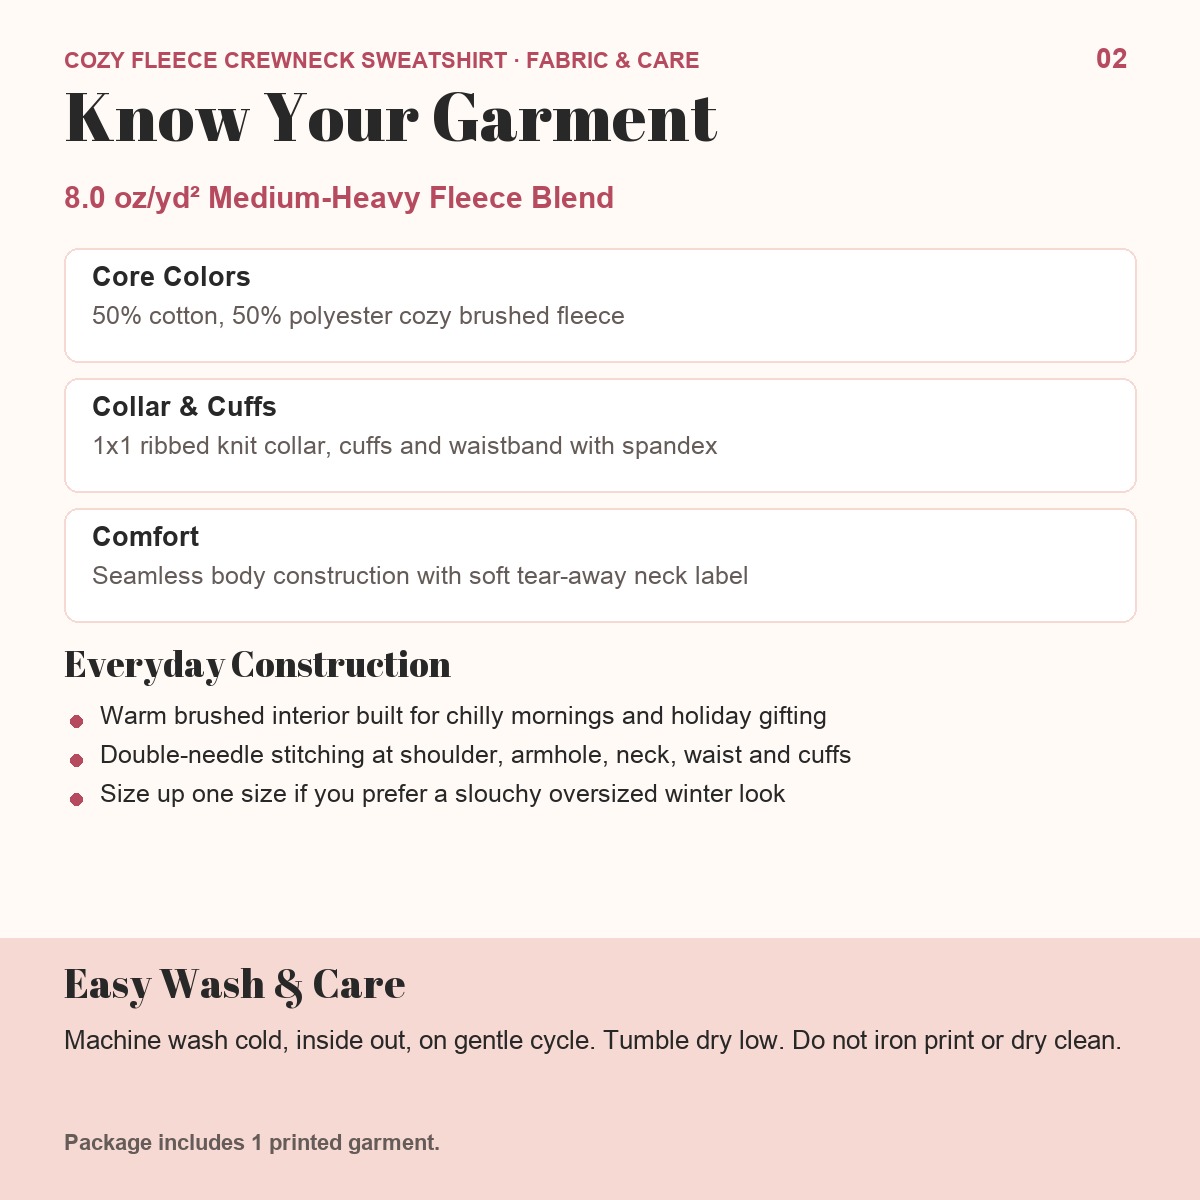 COZY FLEECE CREWNECK SWEATSHIRT · FABRIC & CARE
02
Know Your Garment
8.0 oz/yd² Medium-Heavy Fleece Blend
Core Colors
50% cotton, 50% polyester cozy brushed fleece
Collar & Cuffs
1x1 ribbed knit collar, cuffs and waistband with spandex
Comfort
Seamless body construction with soft tear-away neck label
Everyday Construction
Warm brushed interior built for chilly mornings and holiday gifting
Double-needle stitching at shoulder, armhole, neck, waist and cuffs
Size up one size if you prefer a slouchy oversized winter look
Easy Wash & Care
Machine wash cold, inside out, on gentle cycle. Tumble dry low. Do not iron print or dry clean.
Package includes 1 printed garment.